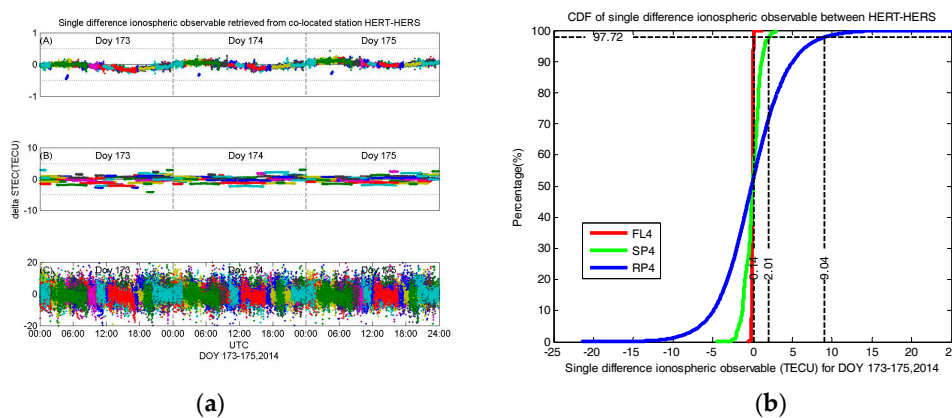 Single difference ionospheric observable retrieved from co-located station HERT-HERS
(A) Doy 173 Doy 174 Doy 175
1
0
-1
(B) Doy 173 Doy 174 Doy 175
10
0
-10
delta STEC(TECU)
(C) Doy 173 Doy 174 Doy 175
20
0
-20
00:00 06:00 12:00 18:00 00:00 06:00 12:00 18:00 00:00 06:00 12:00 18:00 24:00
UTC
DOY 173-175,2014
(a)
CDF of single difference ionospheric observable between HERT-HERS
100
90
80
70
60
50
40
30
20
10
0
Percentage(%)
97.72
FL4
SP4
RP4
0.14
2.01
9.04
-25 -20 -15 -10 -5 0 5 10 15 20 25
Single difference ionospheric observable (TECU) for DOY 173-175,2014
(b)